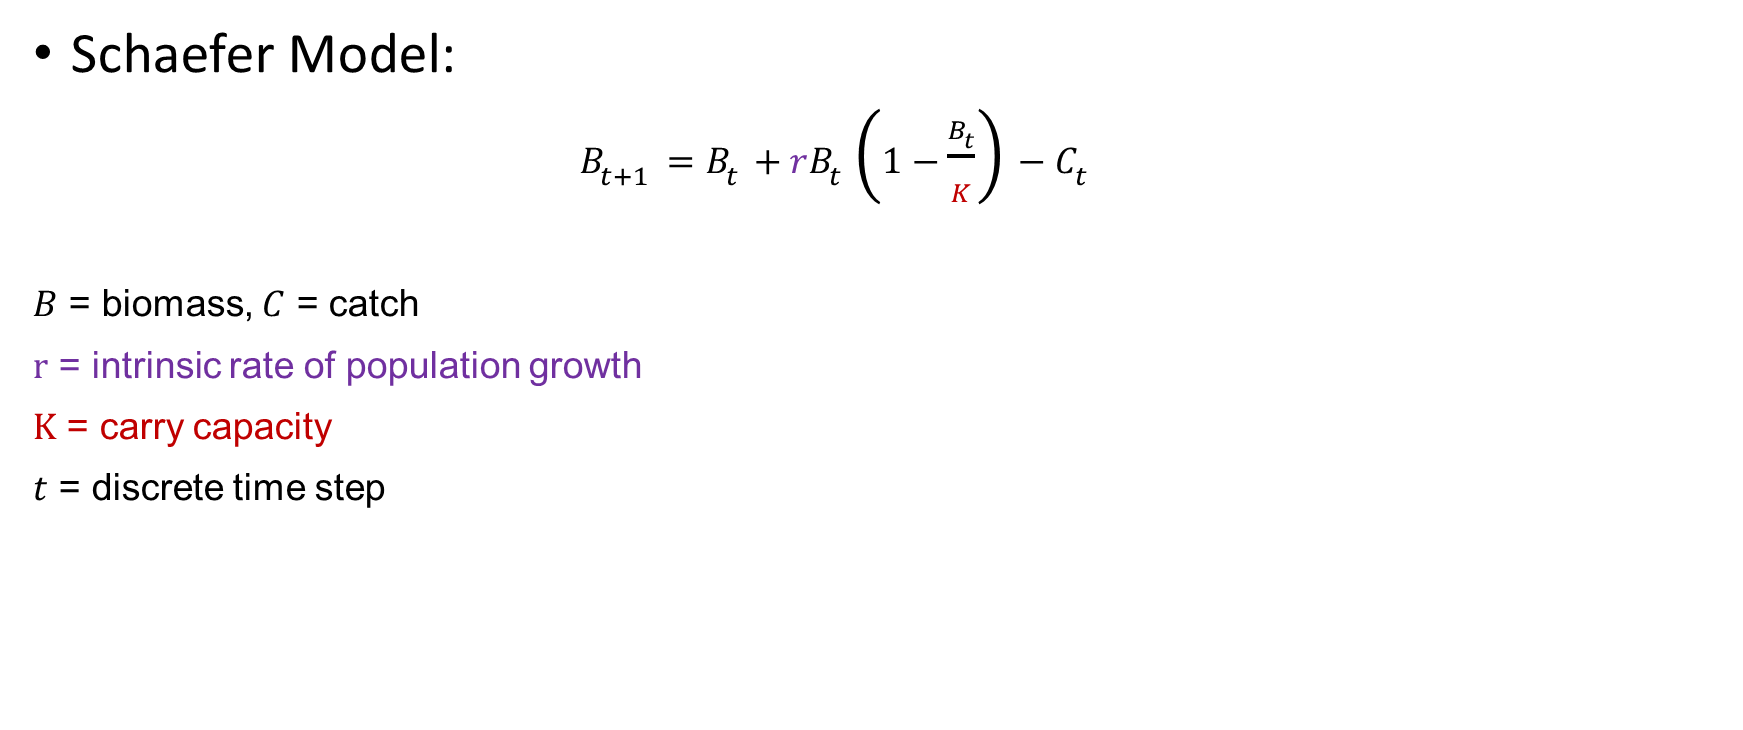 • Schaefer Model:
B_{t+1} = B_t + rB_t (1 − B_t/K) − C_t
B = biomass, C = catch
r = intrinsic rate of population growth
K = carry capacity
t = discrete time step